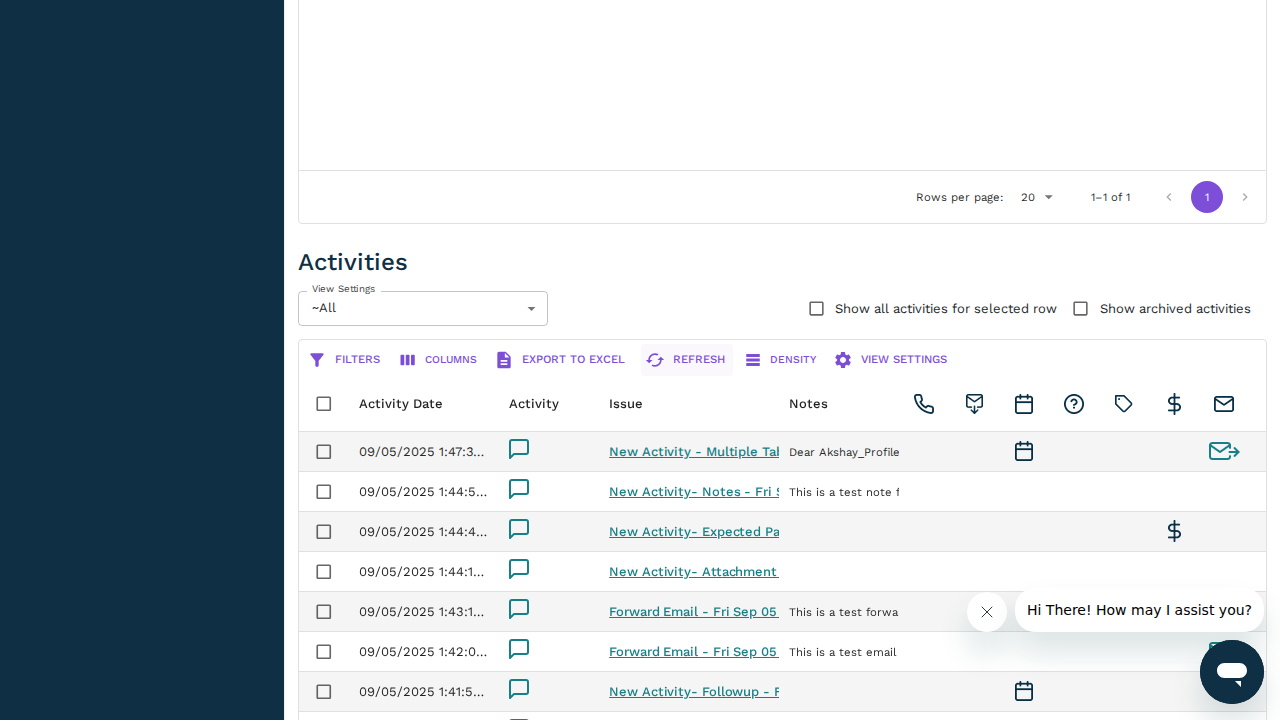 Rows per page: 20 1–1 of 1 1
Activities
View Settings
~All
Show all activities for selected row
Show archived activities
FILTERS COLUMNS EXPORT TO EXCEL REFRESH DENSITY VIEW SETTINGS
Activity Date Activity Issue Notes
09/05/2025 1:47:3... New Activity - Multiple Tab Dear Akshay_Profile
09/05/2025 1:44:5... New Activity- Notes - Fri S This is a test note f
09/05/2025 1:44:4... New Activity- Expected Pa
09/05/2025 1:44:1... New Activity- Attachment
09/05/2025 1:43:1... Forward Email - Fri Sep 05 This is a test forwa
Hi There! How may I assist you?
09/05/2025 1:42:0... Forward Email - Fri Sep 05 This is a test email
09/05/2025 1:41:5... New Activity- Followup - F